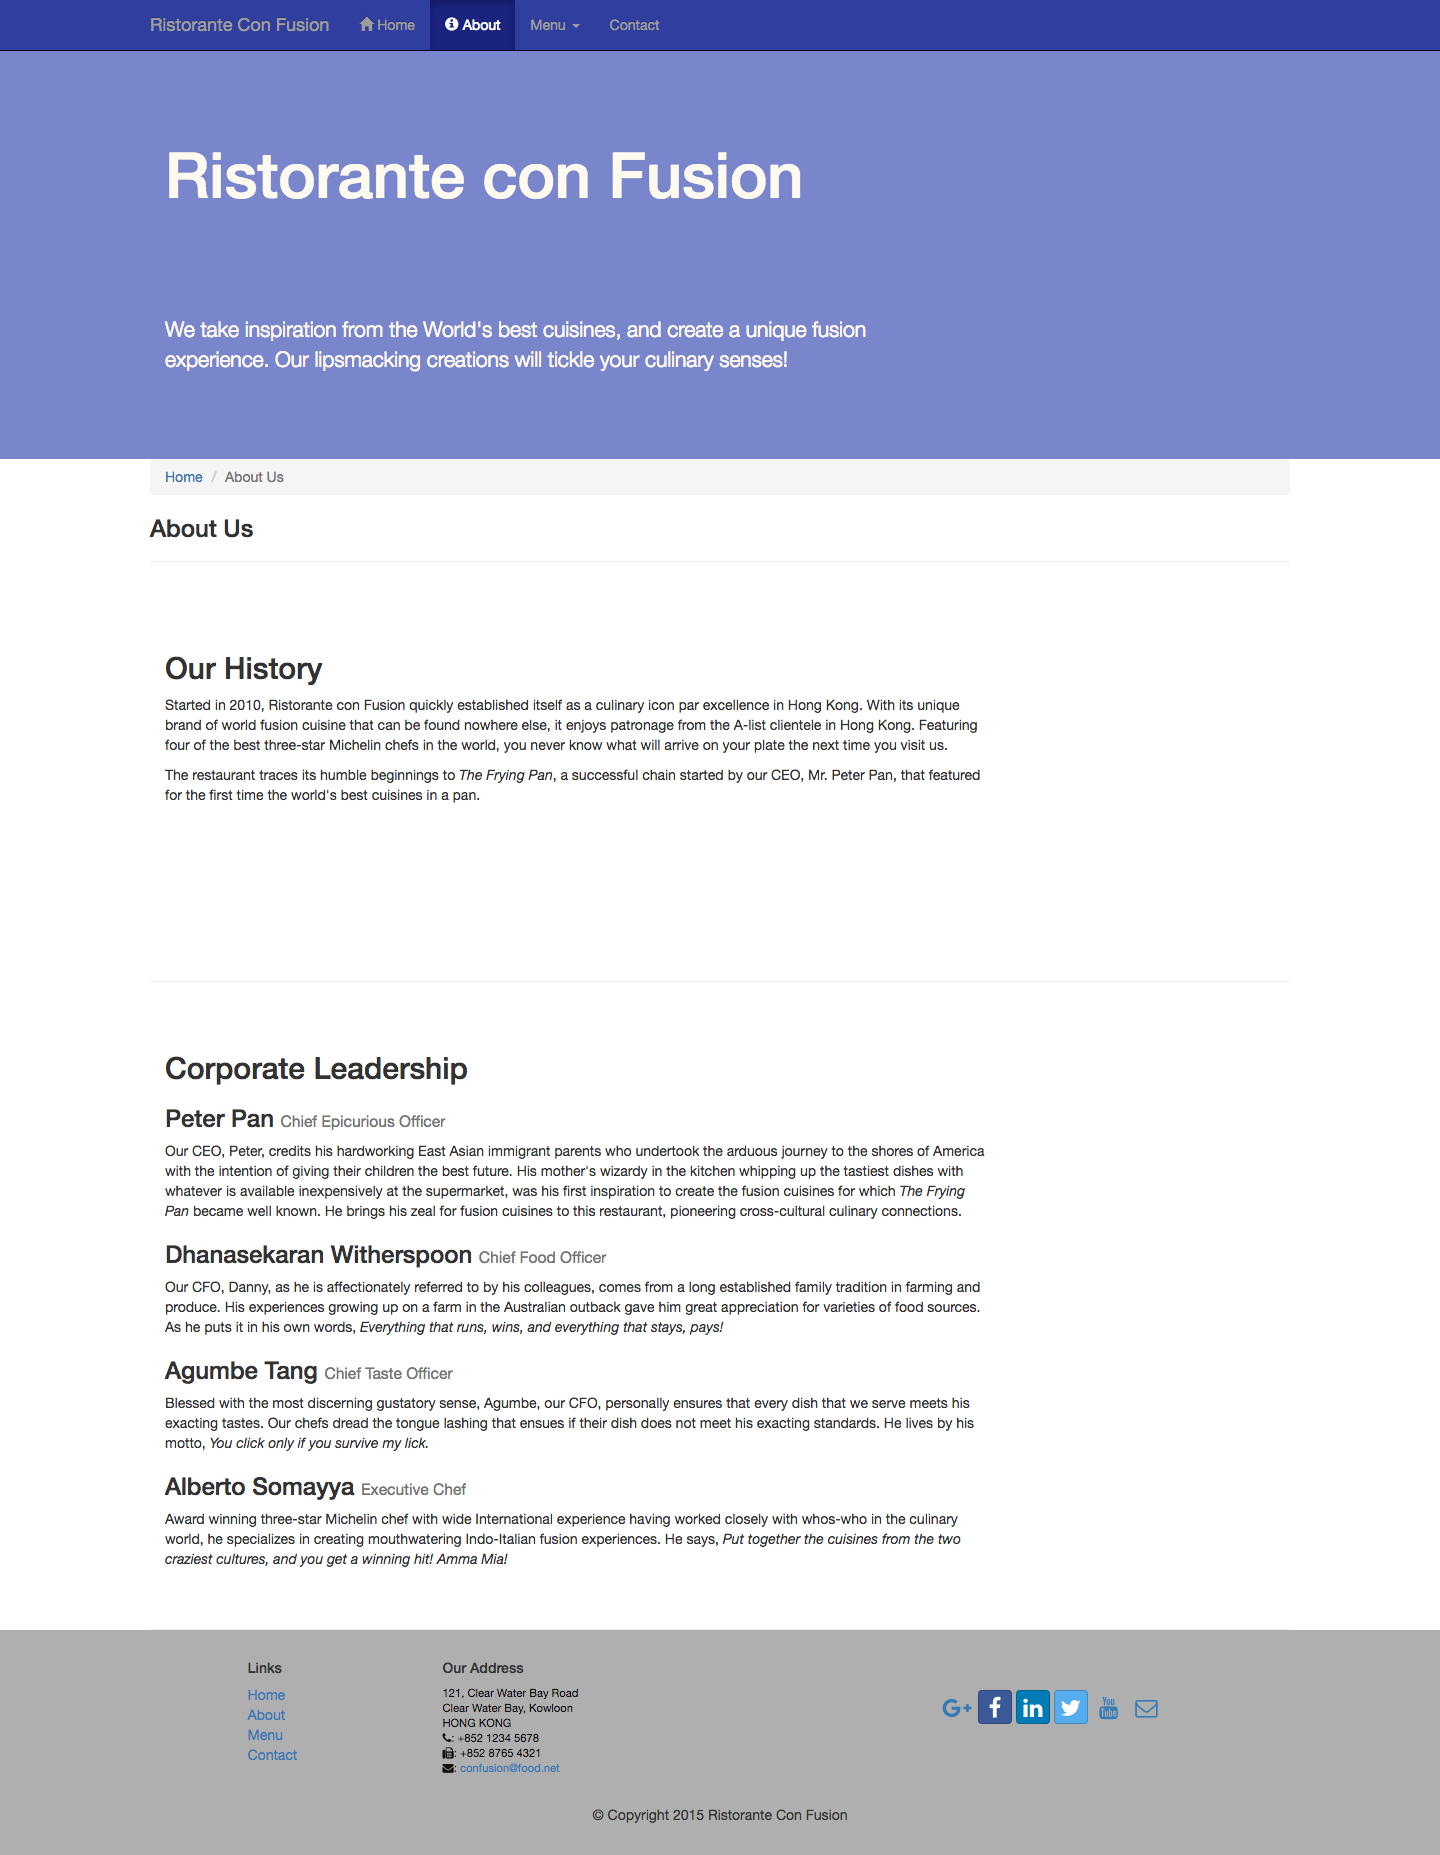 Ristorante Con Fusion Home About Menu Contact
Ristorante con Fusion
We take inspiration from the World's best cuisines, and create a unique fusion
experience. Our lipsmacking creations will tickle your culinary senses!
Home / About Us
About Us
Our History
Started in 2010, Ristorante con Fusion quickly established itself as a culinary icon par excellence in Hong Kong. With its unique
brand of world fusion cuisine that can be found nowhere else, it enjoys patronage from the A-list clientele in Hong Kong. Featuring
four of the best three-star Michelin chefs in the world, you never know what will arrive on your plate the next time you visit us.
The restaurant traces its humble beginnings to The Frying Pan, a successful chain started by our CEO, Mr. Peter Pan, that featured
for the first time the world's best cuisines in a pan.
Corporate Leadership
Peter Pan Chief Epicurious Officer
Our CEO, Peter, credits his hardworking East Asian immigrant parents who undertook the arduous journey to the shores of America
with the intention of giving their children the best future. His mother's wizardy in the kitchen whipping up the tastiest dishes with
whatever is available inexpensively at the supermarket, was his first inspiration to create the fusion cuisines for which The Frying
Pan became well known. He brings his zeal for fusion cuisines to this restaurant, pioneering cross-cultural culinary connections.
Dhanasekaran Witherspoon Chief Food Officer
Our CFO, Danny, as he is affectionately referred to by his colleagues, comes from a long established family tradition in farming and
produce. His experiences growing up on a farm in the Australian outback gave him great appreciation for varieties of food sources.
As he puts it in his own words, Everything that runs, wins, and everything that stays, pays!
Agumbe Tang Chief Taste Officer
Blessed with the most discerning gustatory sense, Agumbe, our CFO, personally ensures that every dish that we serve meets his
exacting tastes. Our chefs dread the tongue lashing that ensues if their dish does not meet his exacting standards. He lives by his
motto, You click only if you survive my lick.
Alberto Somayya Executive Chef
Award winning three-star Michelin chef with wide International experience having worked closely with whos-who in the culinary
world, he specializes in creating mouthwatering Indo-Italian fusion experiences. He says, Put together the cuisines from the two
craziest cultures, and you get a winning hit! Amma Mia!
Links
Home
About
Menu
Contact
Our Address
121, Clear Water Bay Road
Clear Water Bay, Kowloon
HONG KONG
: +852 1234 5678
: +852 8765 4321
: confusion@food.net
G+ f in You Tube
© Copyright 2015 Ristorante Con Fusion